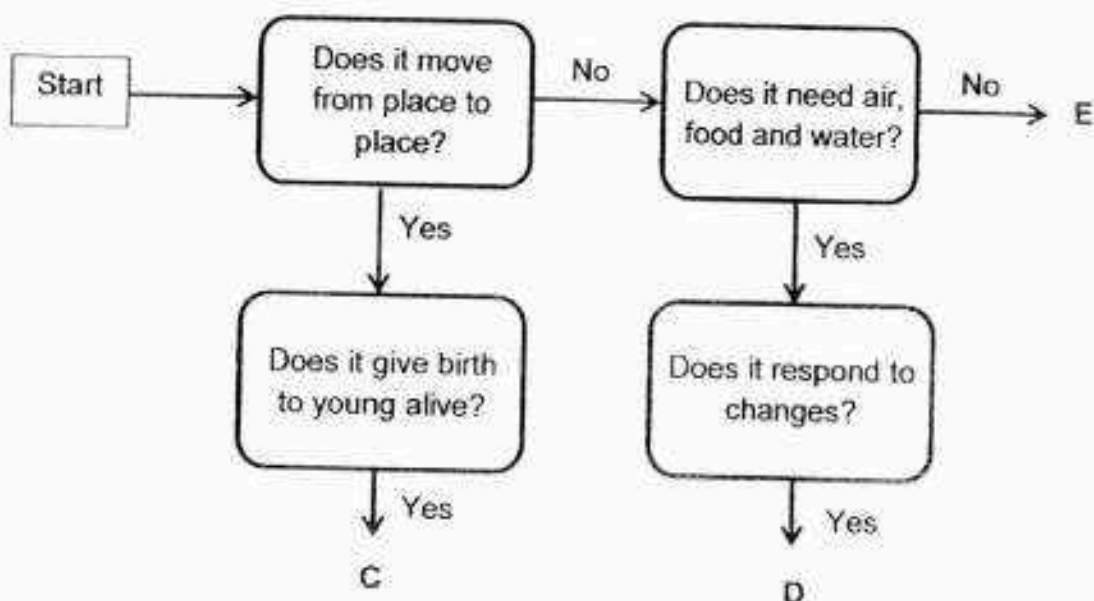 Start
Does it move
from place to
place?
No
Does it need air,
food and water?
No
E
Yes
Yes
Does it give birth
to young alive?
Does it respond to
changes?
Yes
Yes
C
D